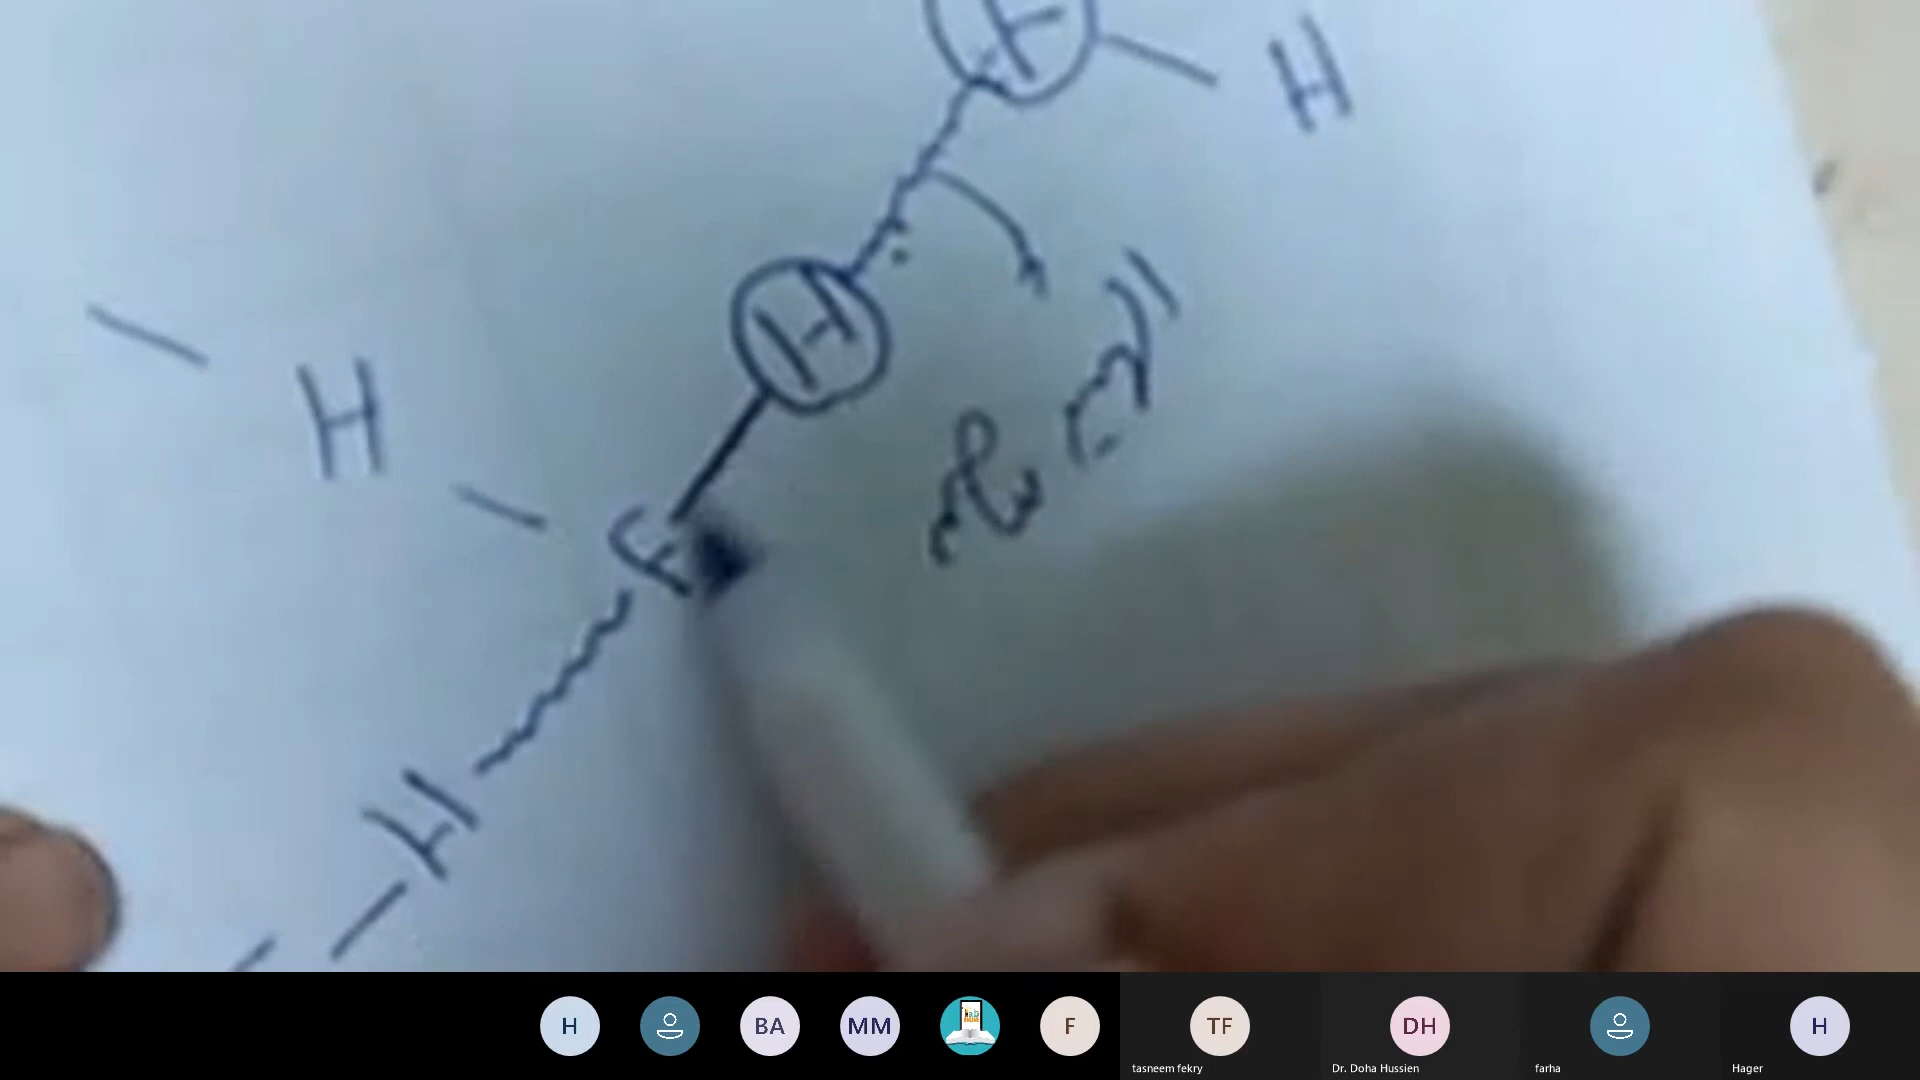 F H
H
H
F
H
H BA MM F TF DH H
tasneem fekry Dr. Doha Hussien farha Hager